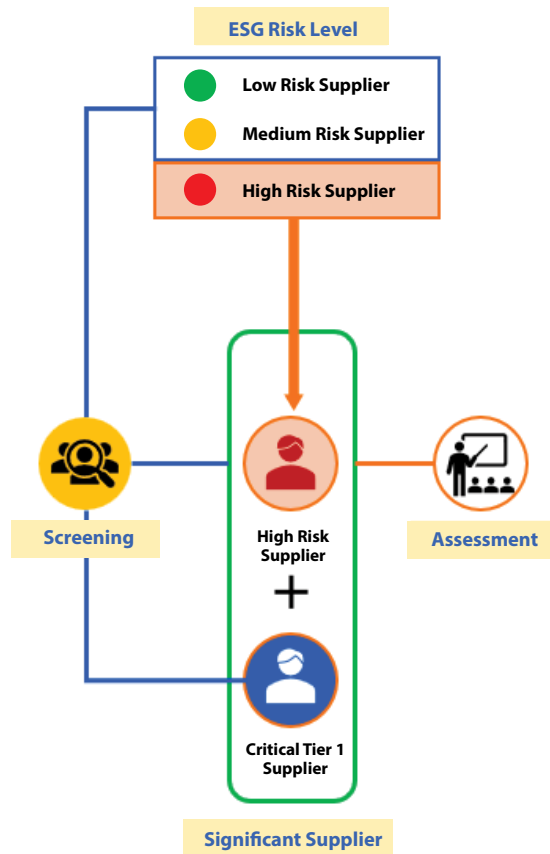 ESG Risk Level
Low Risk Supplier
Medium Risk Supplier
High Risk Supplier
Screening
High Risk
Supplier
Assessment
+
Critical Tier 1
Supplier
Significant Supplier